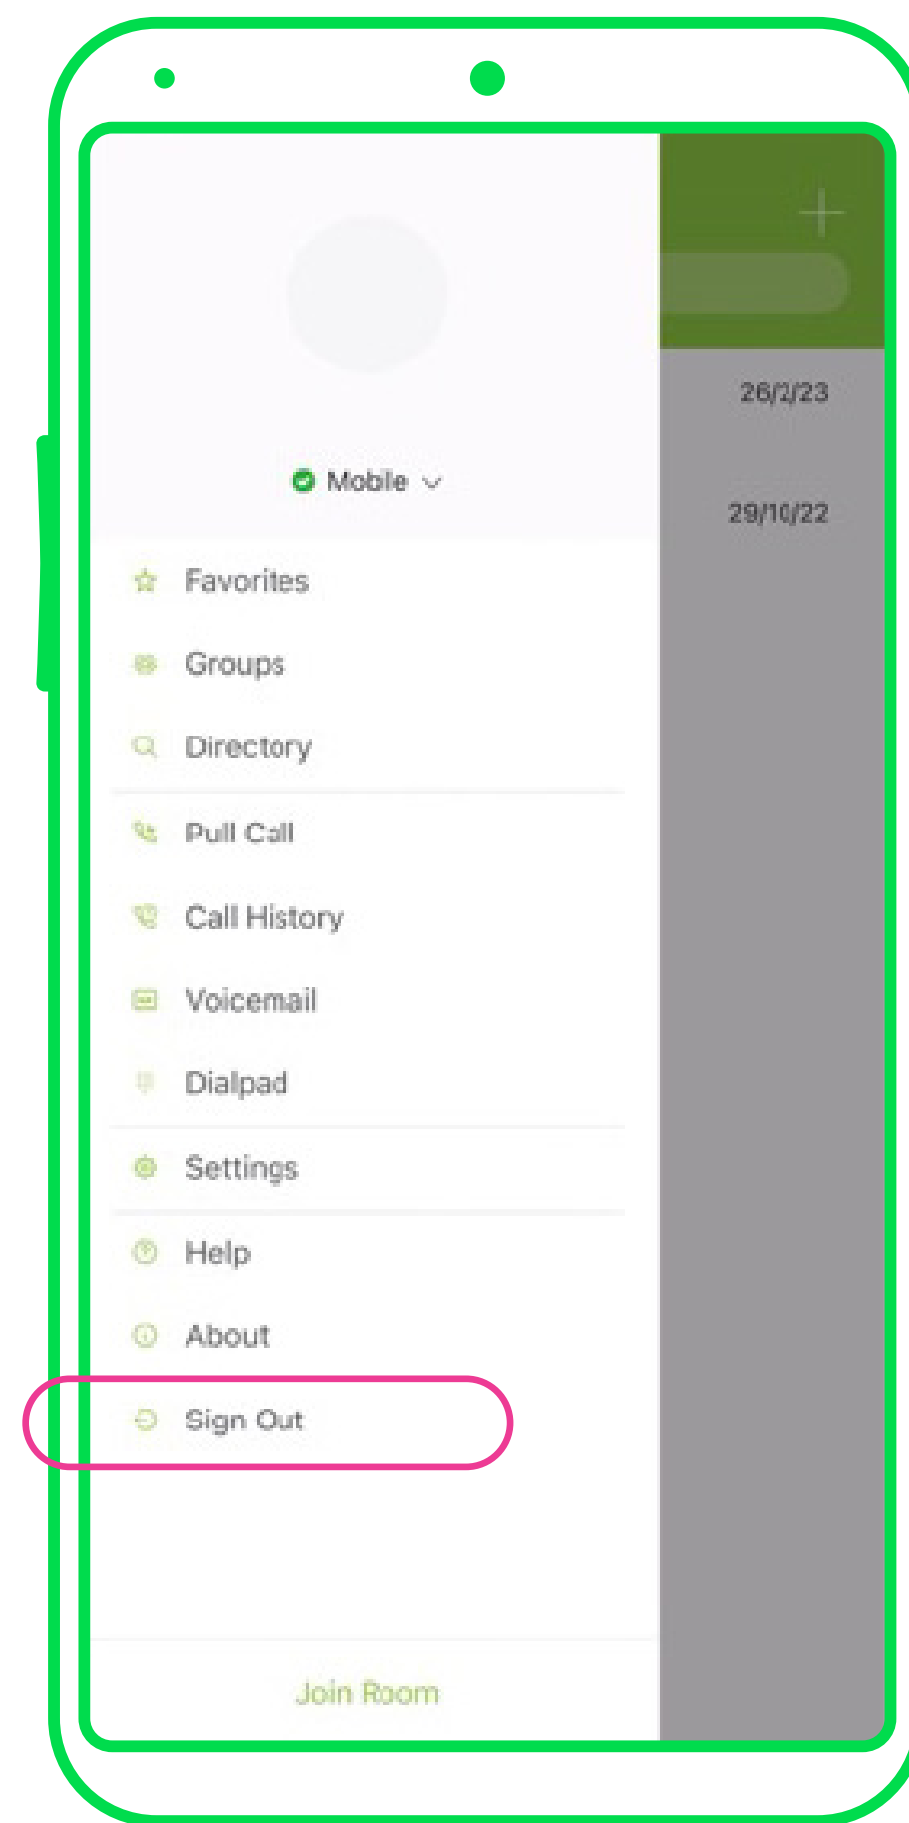 26/2/23
Mobile
29/10/22
Favorites
Groups
Directory
Pull Call
Call History
Voicemail
Dialpad
Settings
Help
About
Sign Out
Join Room